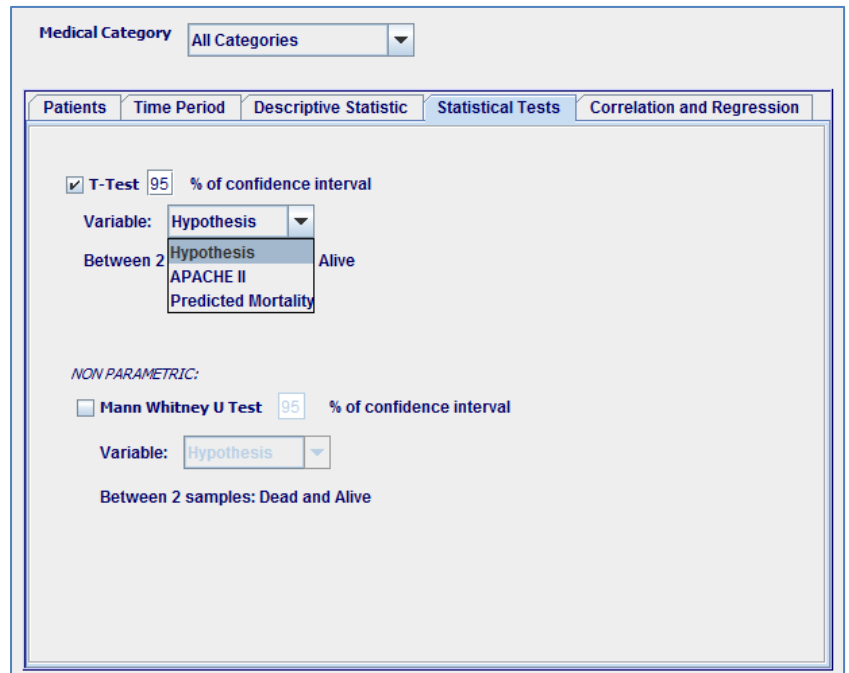 Medical Category All Categories
Patients Time Period Descriptive Statistic Statistical Tests Correlation and Regression
T-Test 95 % of confidence interval
Variable: Hypothesis
Hypothesis
Between 2 Alive
APACHE II
Predicted Mortality
NON PARAMETRIC:
Mann Whitney U Test 95 % of confidence interval
Variable: Hypothesis
Between 2 samples: Dead and Alive